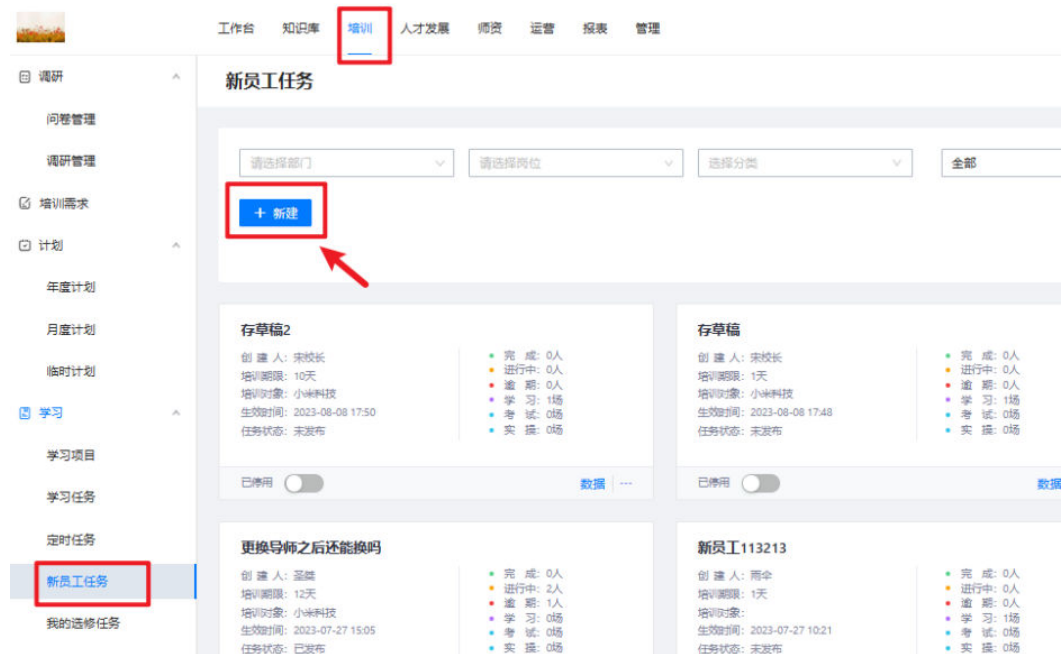 工作台 知识库 培训 人才发展 师资 运营 报表 管理
调研
问卷管理
调研管理
培训需求
计划
年度计划
月度计划
临时计划
学习
学习项目
学习任务
定时任务
新员工任务
我的选修任务
新员工任务
请选择部门 请选择岗位 选择分类 全部
+ 新建
存草稿2
创 建 人: 宋校长
培训期限: 10天
培训对象: 小米科技
生效时间: 2023-08-08 17:50
任务状态: 未发布
完 成: 0人
进行中: 0人
逾 期: 0人
学 习: 1场
考 试: 0场
实 操: 0场
已停用 数据 ···
存草稿
创 建 人: 宋校长
培训期限: 1天
培训对象: 小米科技
生效时间: 2023-08-08 17:48
任务状态: 未发布
完 成: 0人
进行中: 0人
逾 期: 0人
学 习: 1场
考 试: 0场
实 操: 0场
已停用 数据
更换导师之后还能换吗
创 建 人: 圣桀
培训期限: 12天
培训对象: 小米科技
生效时间: 2023-07-27 15:05
任务状态: 已发布
完 成: 0人
进行中: 2人
逾 期: 1人
学 习: 0场
考 试: 0场
实 操: 0场
新员工113213
创 建 人: 雨伞
培训期限: 1天
培训对象:
生效时间: 2023-07-27 10:21
任务状态: 未发布
完 成: 0人
进行中: 0人
逾 期: 0人
学 习: 1场
考 试: 0场
实 操: 0场